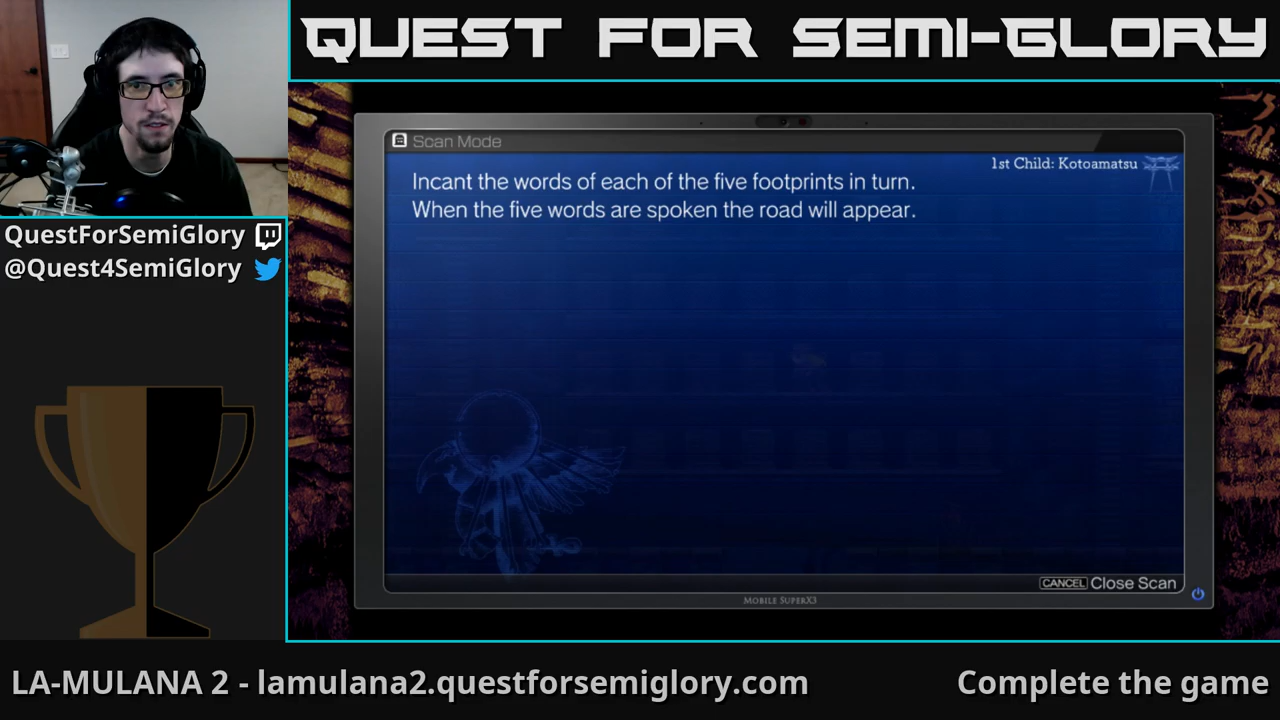 QUEST FOR SEMI-GLORY
Scan Mode
1st Child: Kotoamatsu
Incant the words of each of the five footprints in turn.
When the five words are spoken the road will appear.
QuestForSemiGlory
@Quest4SemiGlory
CANCEL Close Scan
MOBILE SUPERX3
LA-MULANA 2 - lamulana2.questforsemiglory.com
Complete the game